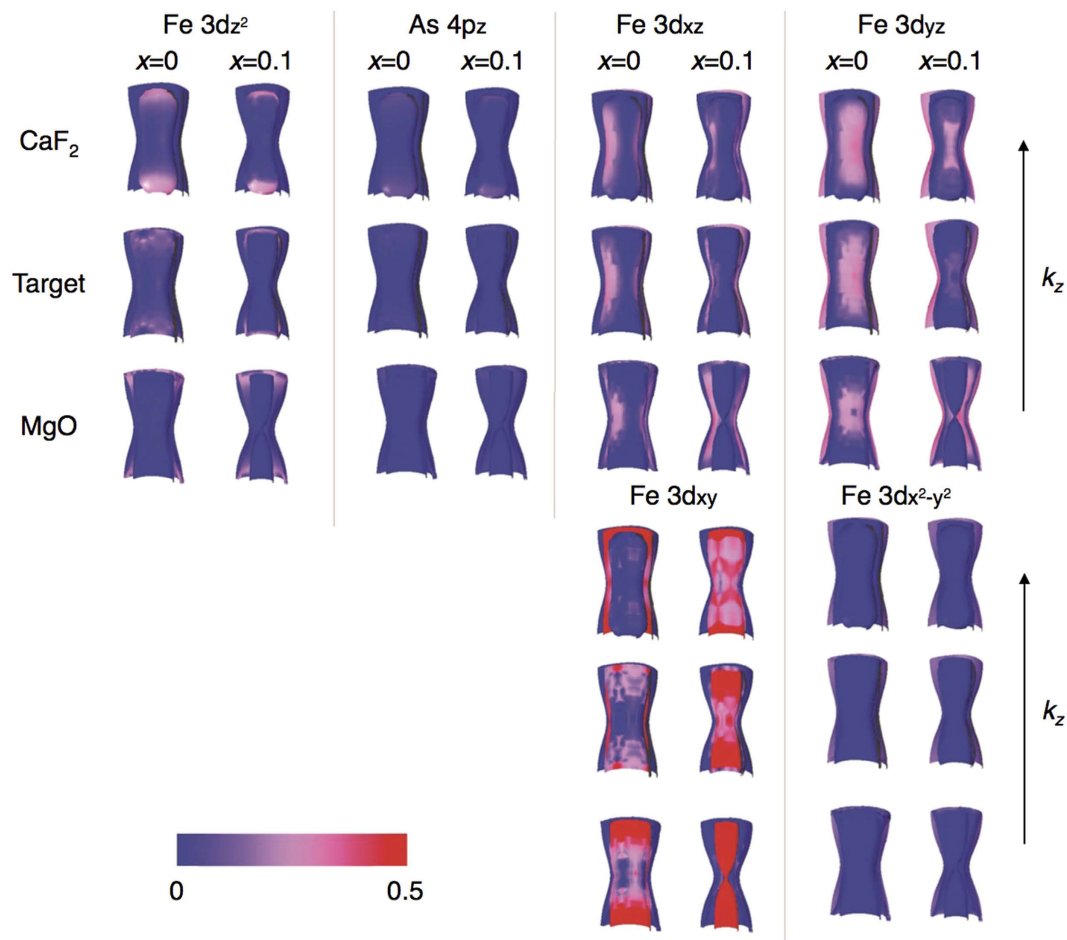 Fe 3dz² As 4pz Fe 3dxz Fe 3dyz
x=0 x=0.1 x=0 x=0.1 x=0 x=0.1 x=0 x=0.1
CaF₂
Target
kz
MgO
Fe 3dxy Fe 3dx²-y²
kz
0 0.5